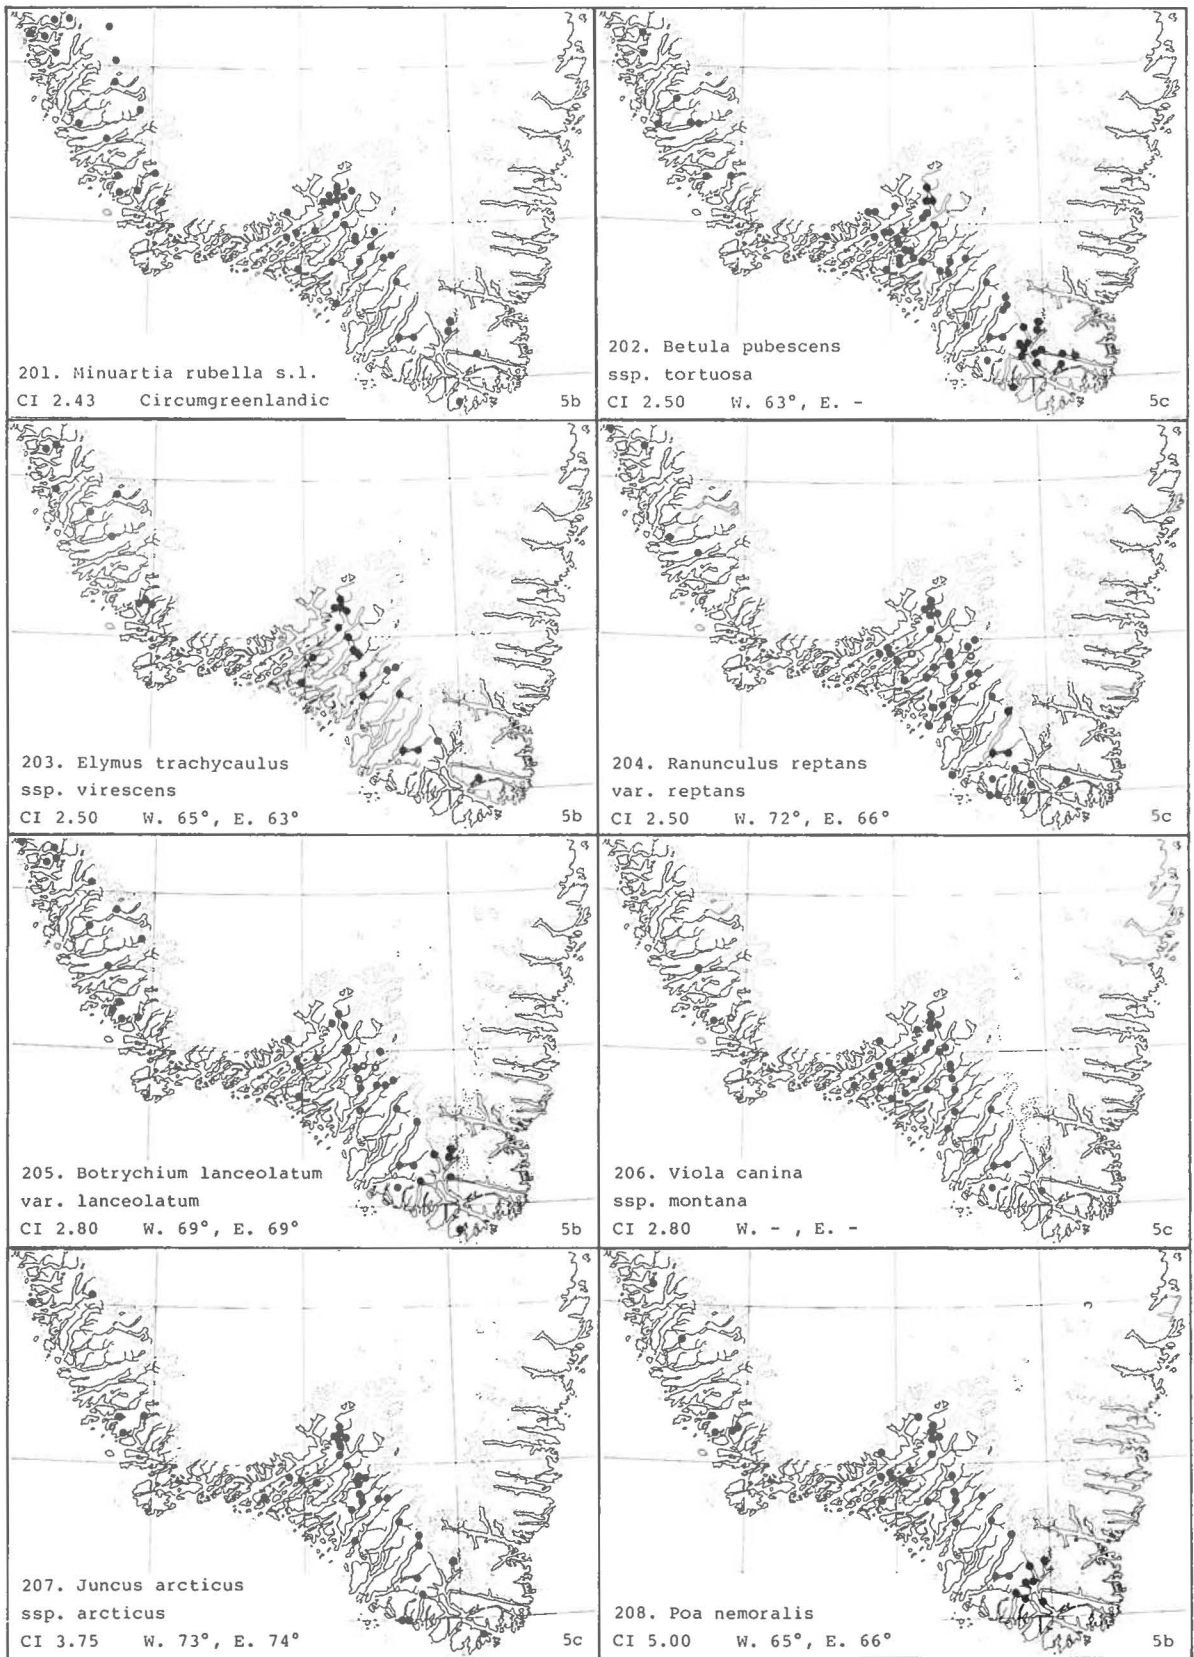 201. Minuartia rubella s.l.
CI 2.43 Circumgreenlandic 5b
202. Betula pubescens
ssp. tortuosa
CI 2.50 W. 63°, E. - 5c
203. Elymus trachycaulus
ssp. virescens
CI 2.50 W. 65°, E. 63° 5b
204. Ranunculus reptans
var. reptans
CI 2.50 W. 72°, E. 66° 5c
205. Botrychium lanceolatum
var. lanceolatum
CI 2.80 W. 69°, E. 69° 5b
206. Viola canina
ssp. montana
CI 2.80 W. - , E. - 5c
207. Juncus arcticus
ssp. arcticus
CI 3.75 W. 73°, E. 74° 5c
208. Poa nemoralis
CI 5.00 W. 65°, E. 66° 5b